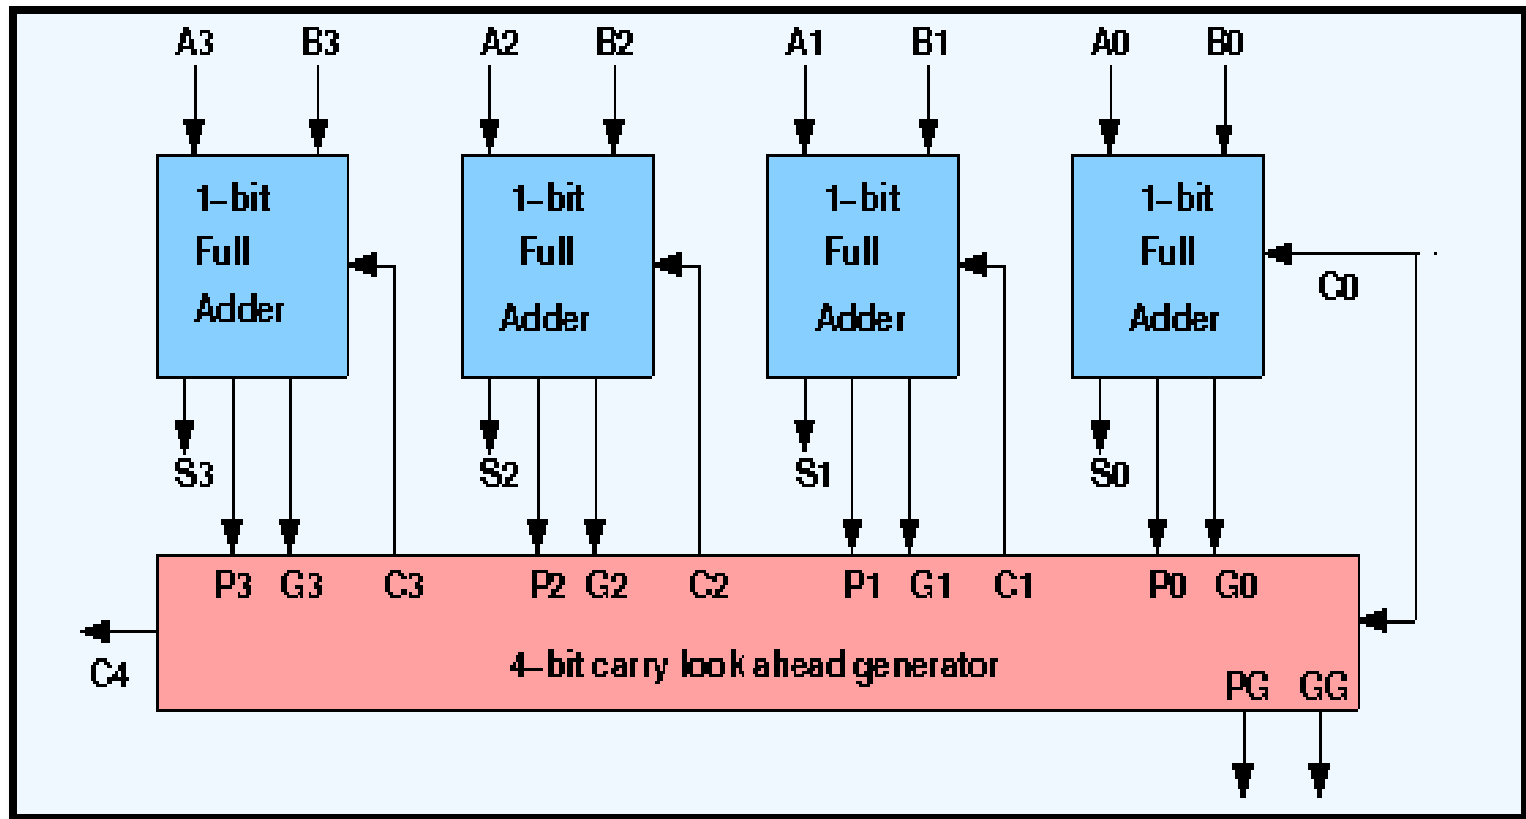 A3 B3 A2 B2 A1 B1 A0 B0
1-bit
Full
Adder
1-bit
Full
Adder
1-bit
Full
Adder
1-bit
Full
Adder
C0
S3 S2 S1 S0
P3 G3 C3 P2 G2 C2 P1 G1 C1 P0 G0
4-bit carry look ahead generator
C4
PG GG